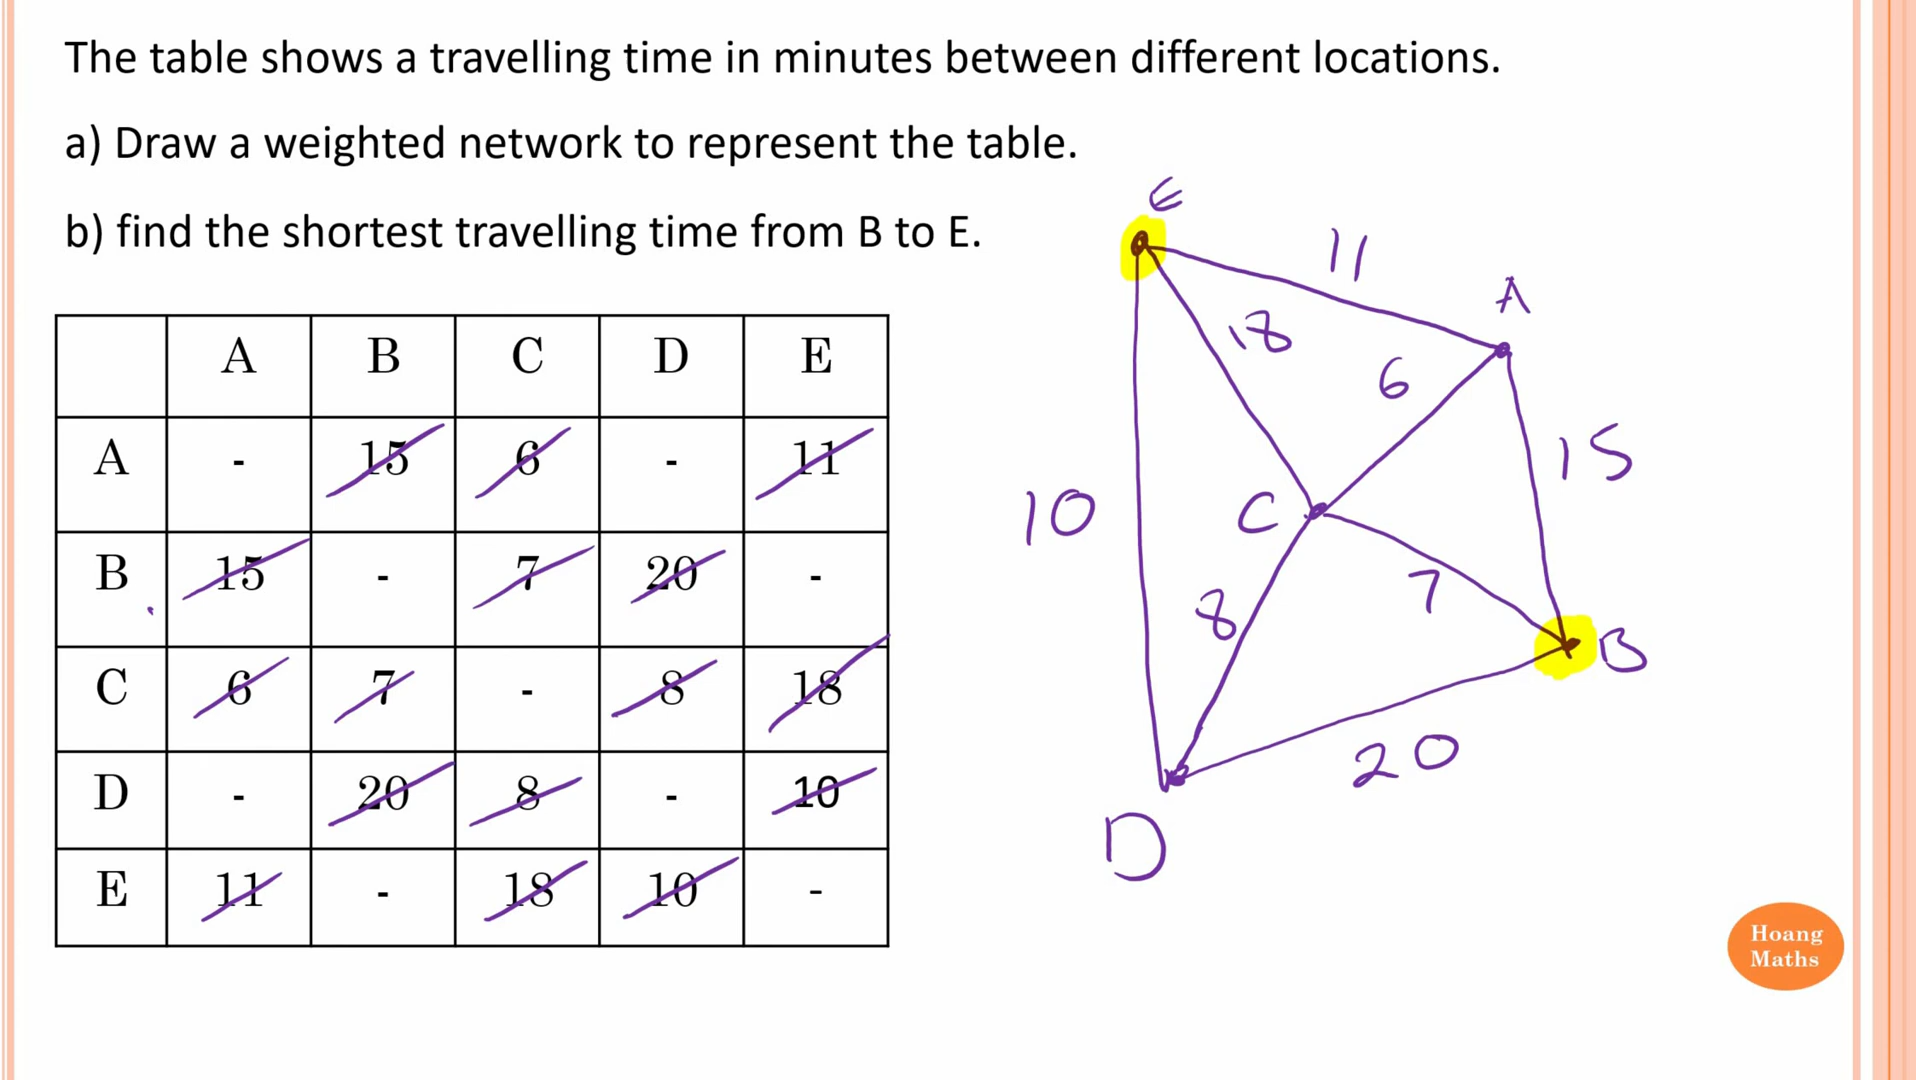 The table shows a travelling time in minutes between different locations.
a) Draw a weighted network to represent the table.
b) find the shortest travelling time from B to E.
A B C D E
A - 15 6 - 11
B 15 - 7 20 -
C 6 7 - 8 18
D - 20 8 - 10
E 11 - 18 10 -
E
11
A
18
6
15
10
C
7
8
B
20
D
Hoang
Maths